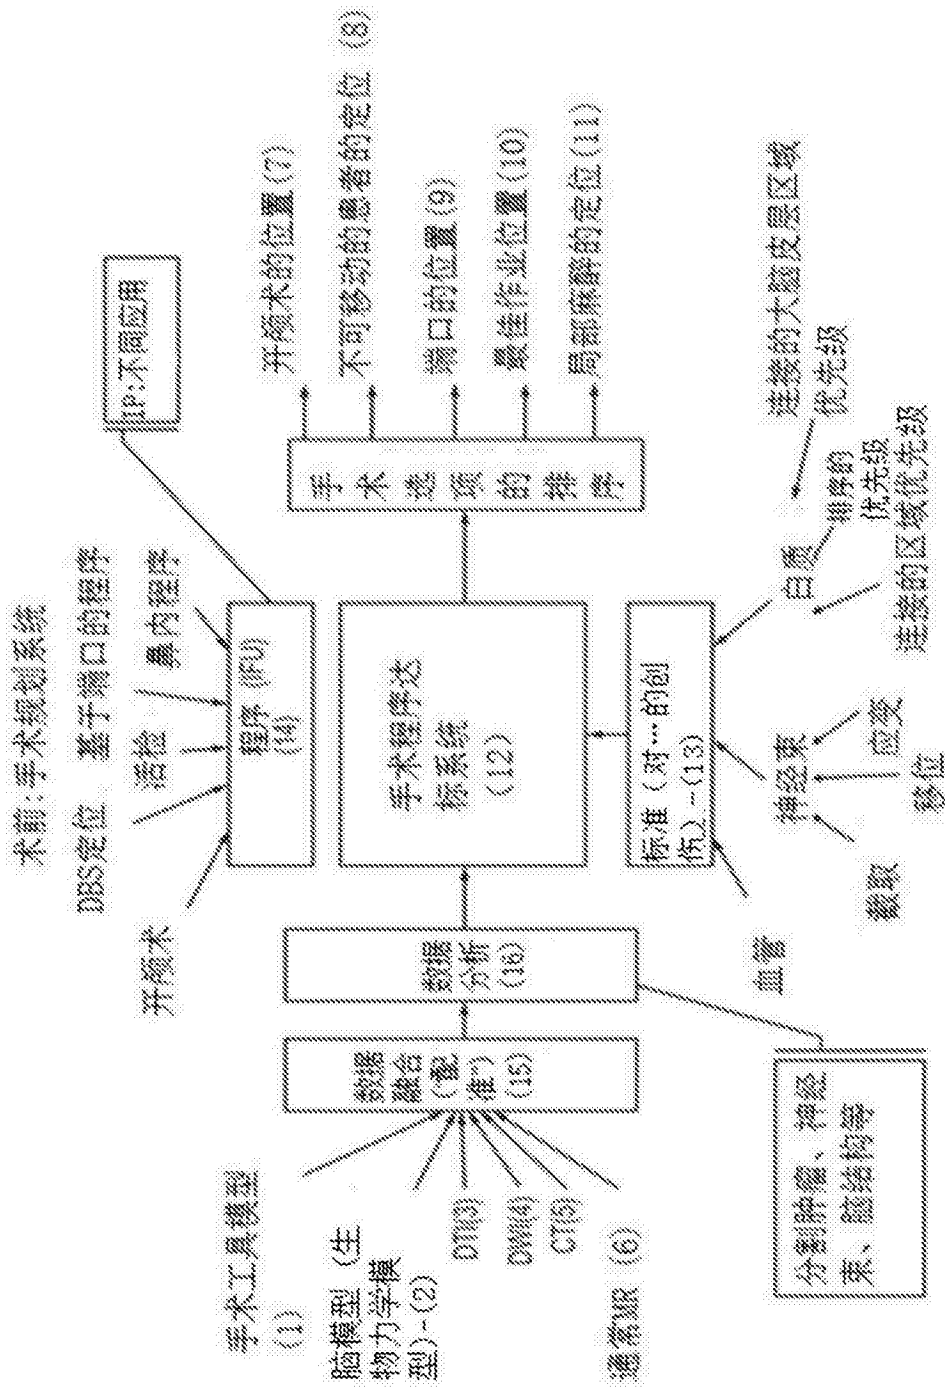 术前:手术规划系统
DBS定位、基于端口的程序
活检
鼻内程序
开颅术
程序 (IFU)
(14)
IP:不同应用
手术工具模型
(1)
脑模型 (生
物力学模
型)-(2)
DTI(3)
DWI(4)
CT(5)
通常MR (6)
数据
融合
("配
准")
(15)
数据
分析
(16)
手术程序达
标系统
(12)
手术选项的排序
开颅术的位置(7)
不可移动的患者的定位 (8)
端口的位置(9)
最佳作业位置(10)
局部麻醉的定位(11)
标准 (对…的创
伤)-(13)
血管
神经束
截取
移位
应变
白质
排序的
优先级
连接的区域优先级
连接的大脑皮层区域
优先级
分割肿瘤、神经
束、脑结构等